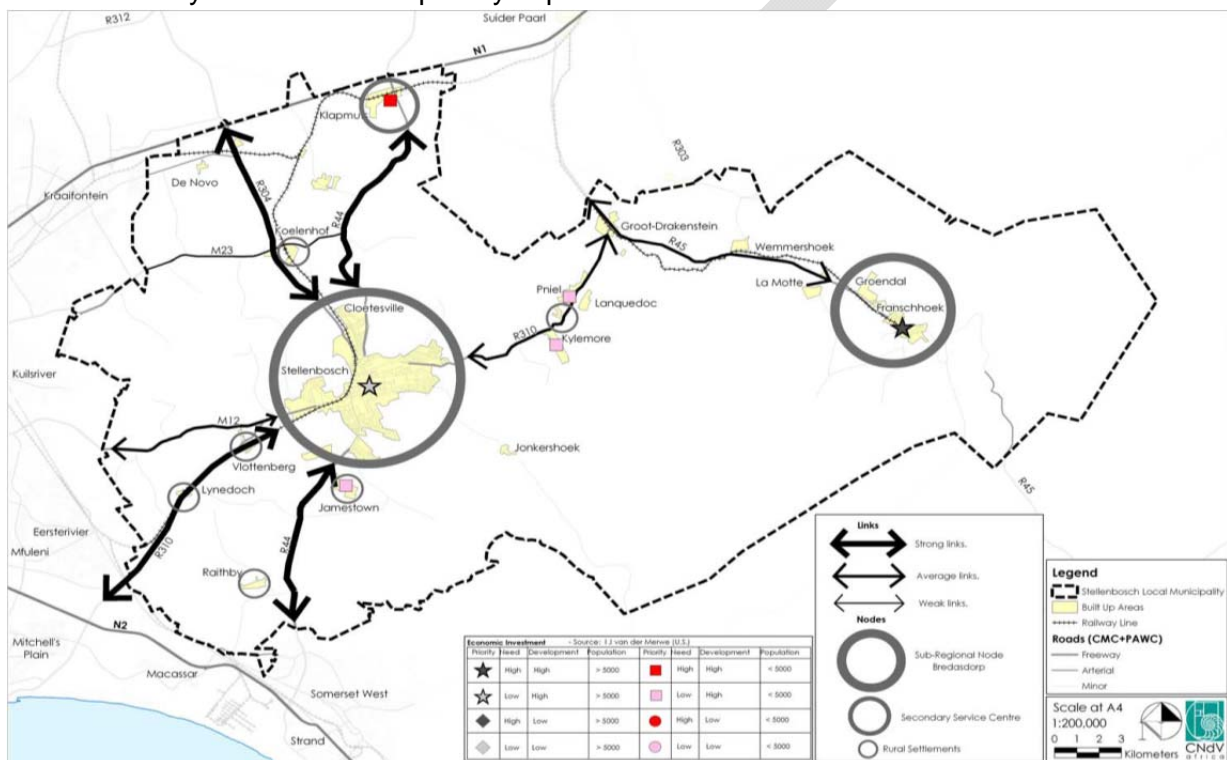 R312
Suider Paarl
N1
Klapmu
R303
Kraaifontein
De Novo
R304
R44
Koelenhof
M23
Groot-Drakenstein
R45
Wemmershoek
La Motte
Groendal
Franschhoek
Pniel
Lanquedoc
R310
Kylemore
Cloetesville
Stellenbosch
Kuilsriver
M12
Vlottenberg
Jonkershoek
Lynedoch
Jamestown
R45
Eersterivier
Mfuleni
R310
R44
Raithby
N2
Mitchell's
Plain
Macassar
Somerset West
Strand
Links
Strong links.
Average links.
Weak links.
Nodes
Sub-Regional Node
Bredasdorp
Secondary Service Centre
Rural Settlements
Legend
Stellenbosch Local Municipality
Built Up Areas
Railway Line
Roads (CMC+PAWC)
Freeway
Arterial
Minor
Scale at A4
1:200,000
0 1 2 3
Kilometers
CNdV
africa
Economic Investment - Source: I J van der Merwe (U.S.)
Priority Need Development Population Priority Need Development Population
High High > 5000 High High < 5000
Low High > 5000 Low High < 5000
High Low > 5000 High Low < 5000
Low Low > 5000 Low Low < 5000